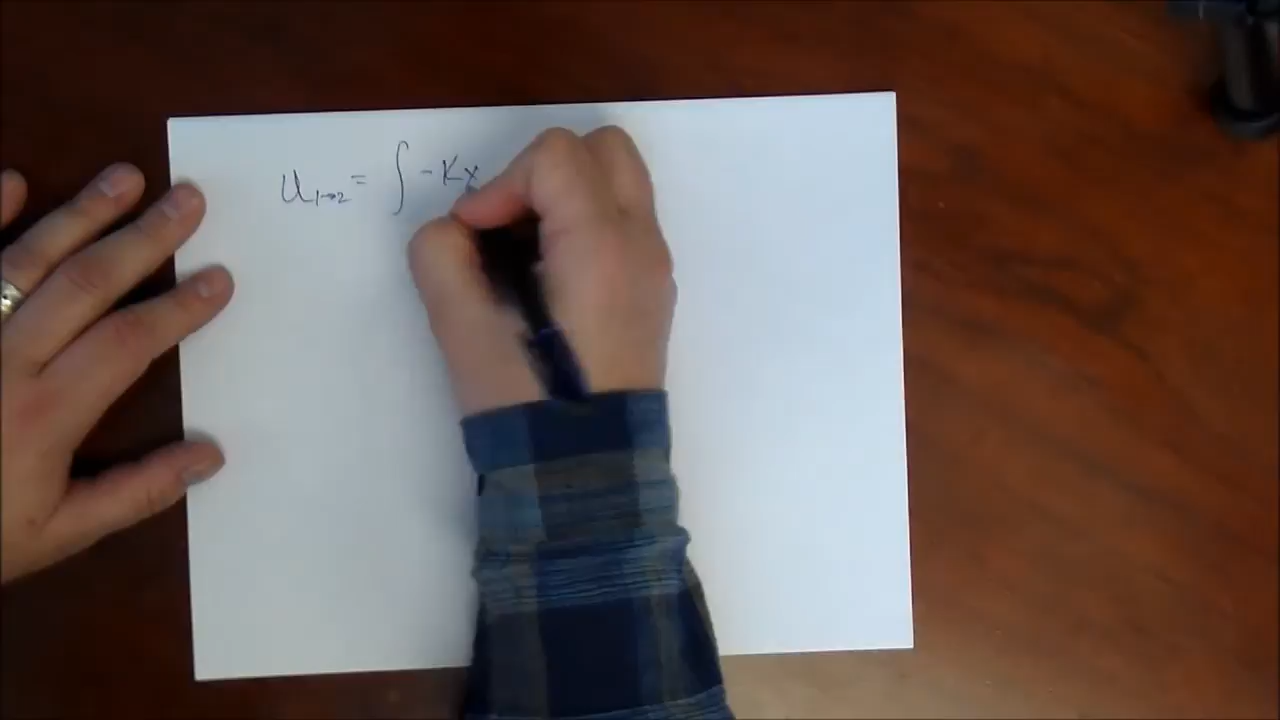 U₁→₂ = ∫ -Kx